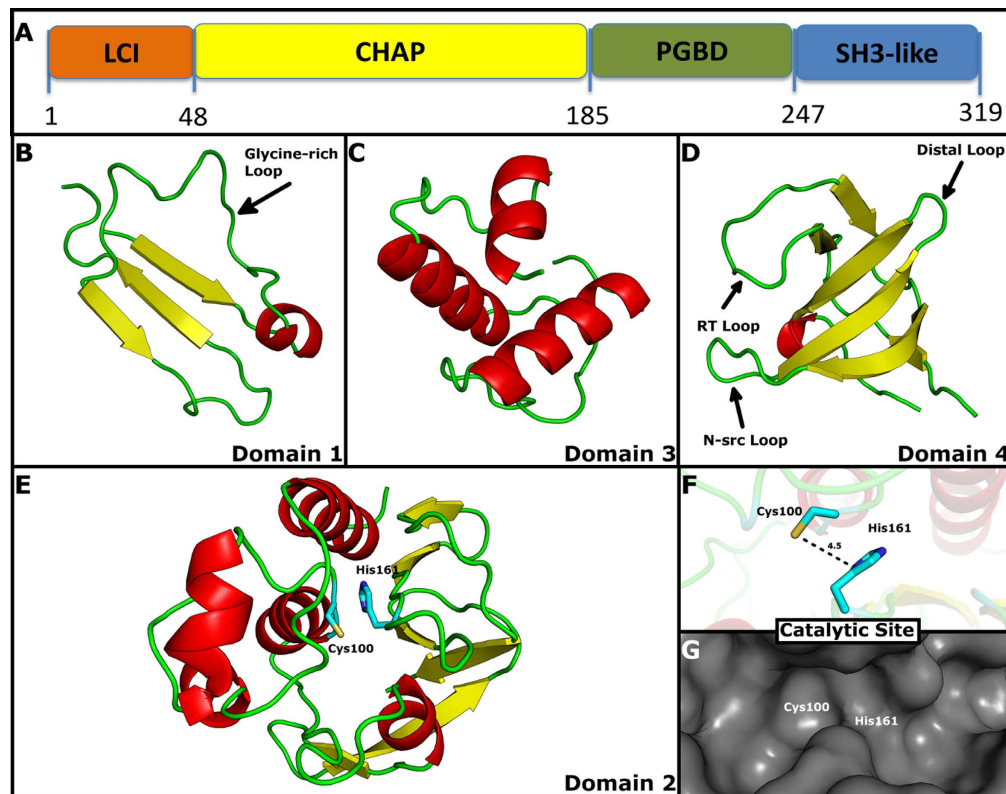 A
LCI
CHAP
PGBD
SH3-like
1
48
185
247
319
B
Glycine-rich
Loop
Domain 1
C
Domain 3
D
Distal Loop
RT Loop
N-src Loop
Domain 4
E
His161
Cys100
Domain 2
F
Cys100
His161
4.5
Catalytic Site
G
Cys100
His161